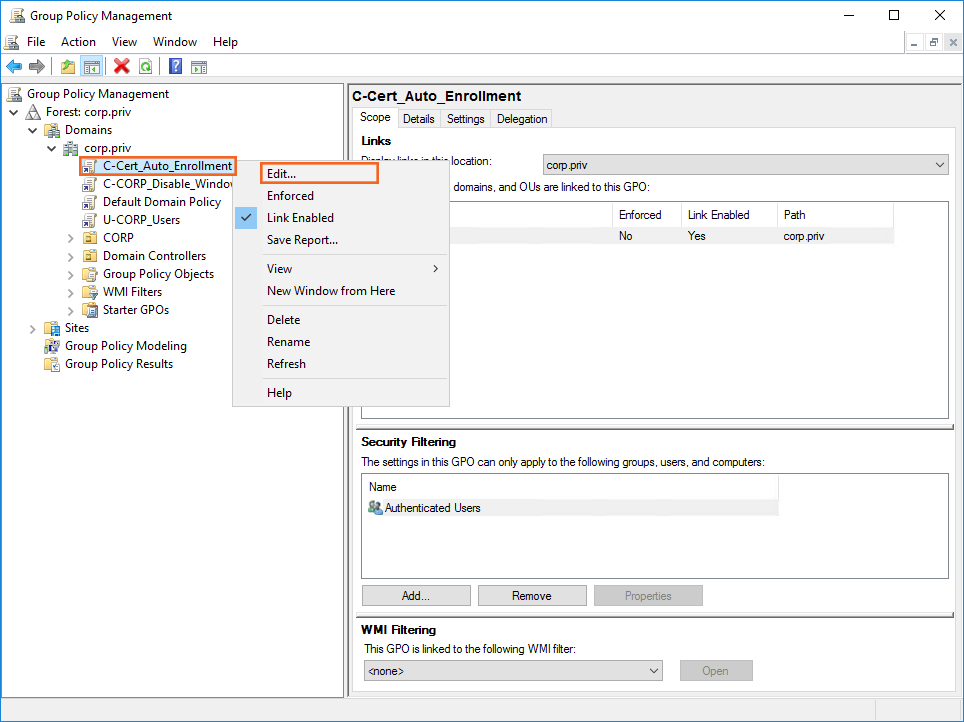 Group Policy Management
File Action View Window Help
Group Policy Management
Forest: corp.priv
Domains
corp.priv
C-Cert_Auto_Enrollment
C-CORP_Disable_Windo
Default Domain Policy
U-CORP_Users
CORP
Domain Controllers
Group Policy Objects
WMI Filters
Starter GPOs
Sites
Group Policy Modeling
Group Policy Results
Edit...
Enforced
Link Enabled
Save Report...
View
New Window from Here
Delete
Rename
Refresh
Help
C-Cert_Auto_Enrollment
Scope Details Settings Delegation
Links
Display links in this location: corp.priv
domains, and OUs are linked to this GPO:
Enforced Link Enabled Path
No Yes corp.priv
Security Filtering
The settings in this GPO can only apply to the following groups, users, and computers:
Name
Authenticated Users
Add... Remove Properties
WMI Filtering
This GPO is linked to the following WMI filter:
<none> Open